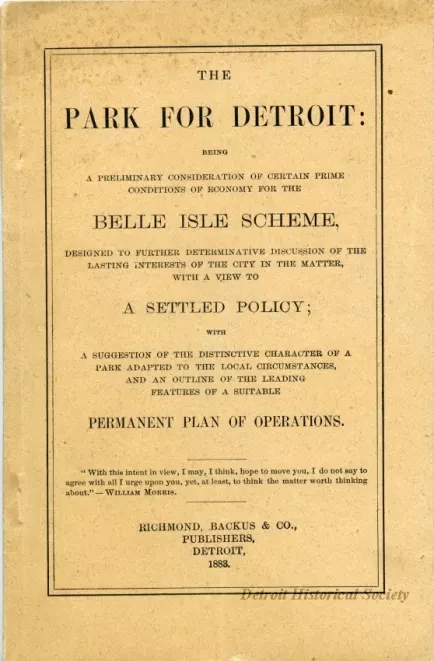 THE
PARK FOR DETROIT:
BEING
A PRELIMINARY CONSIDERATION OF CERTAIN PRIME
CONDITIONS OF ECONOMY FOR THE
BELLE ISLE SCHEME,
DESIGNED TO FURTHER DETERMINATIVE DISCUSSION OF THE
LASTING INTERESTS OF THE CITY IN THE MATTER,
WITH A VIEW TO
A SETTLED POLICY;
WITH
A SUGGESTION OF THE DISTINCTIVE CHARACTER OF A
PARK ADAPTED TO THE LOCAL CIRCUMSTANCES,
AND AN OUTLINE OF THE LEADING
FEATURES OF A SUITABLE
PERMANENT PLAN OF OPERATIONS.
"With this intent in view, I may, I think, hope to move you, I do not say to
agree with all I urge upon you, yet, at least, to think the matter worth thinking
about." — WILLIAM MORRIS.
RICHMOND, BACKUS & CO.,
PUBLISHERS,
DETROIT,
1883.
Detroit Historical Society